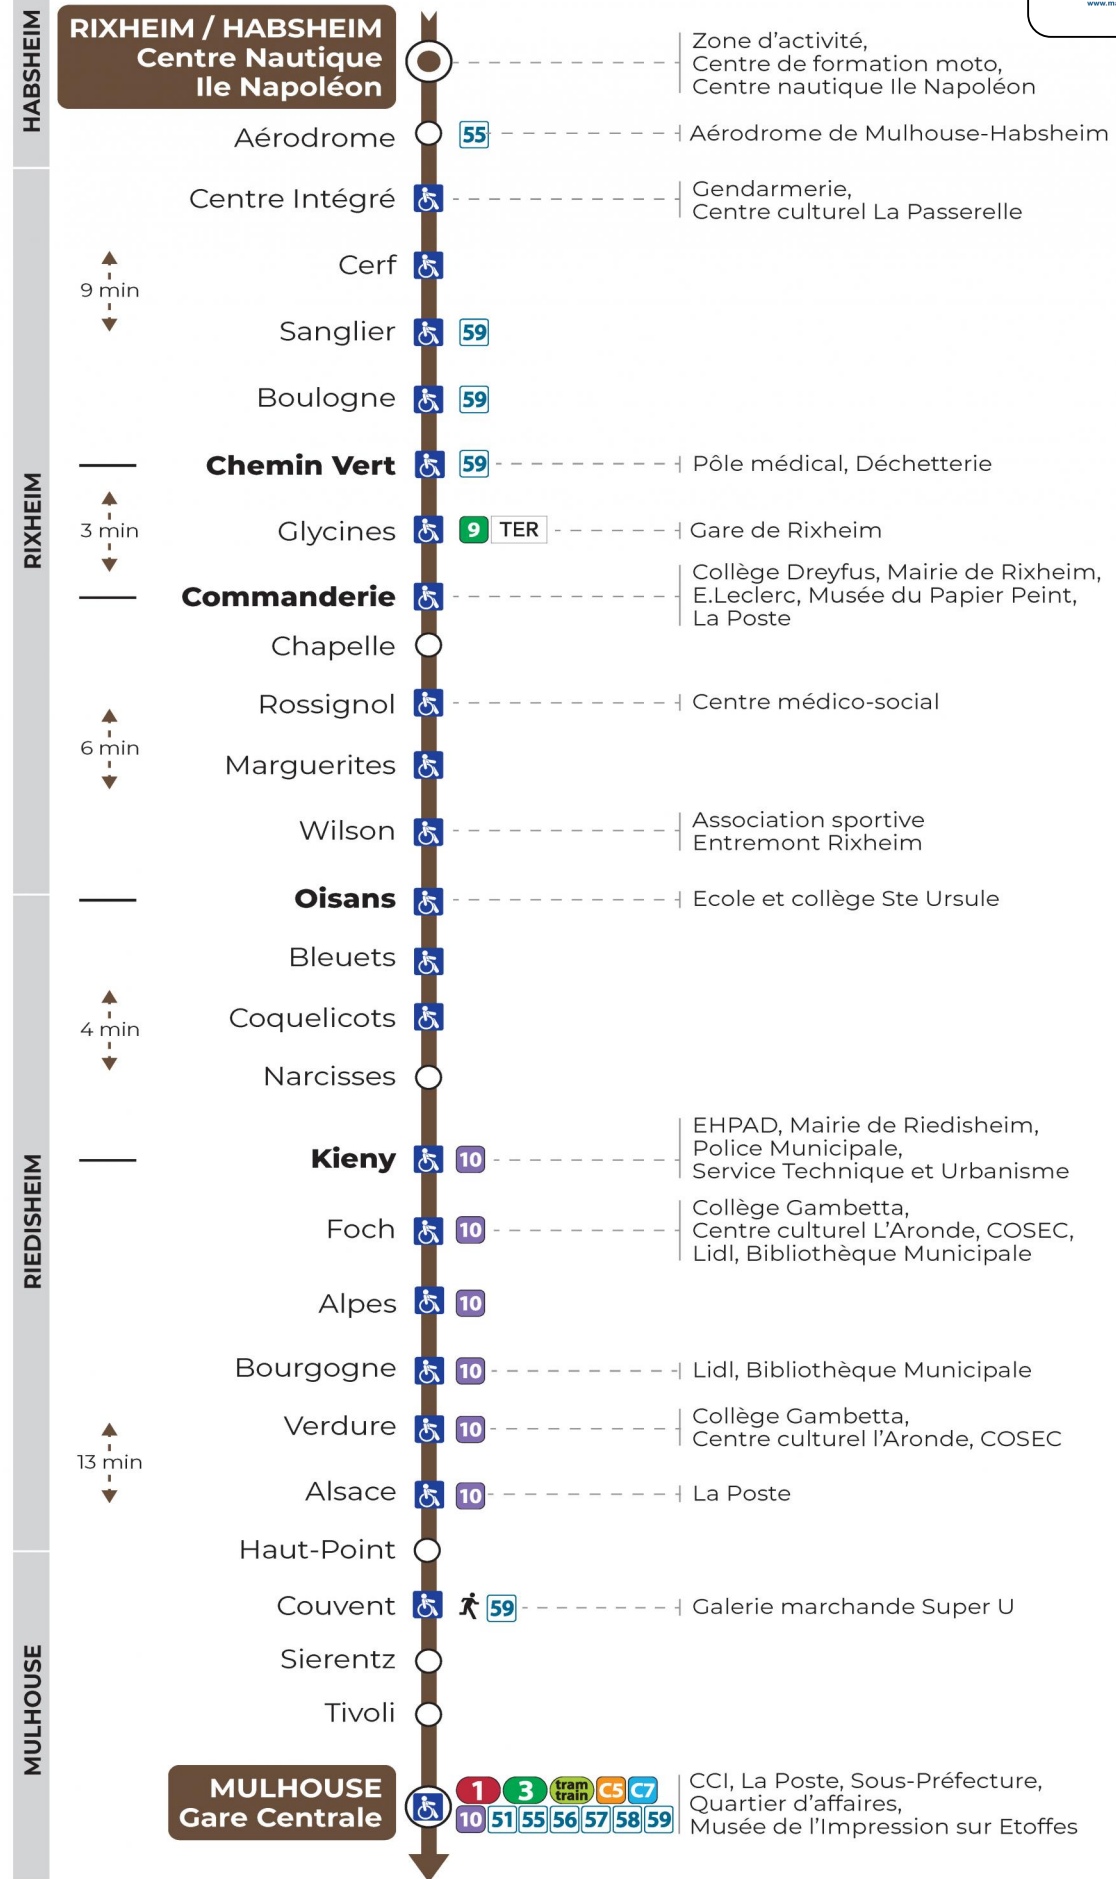 www.m
HABSHEIM
RIXHEIM / HABSHEIM
Centre Nautique
Ile Napoléon
Zone d'activité,
Centre de formation moto,
Centre nautique Ile Napoléon
Aérodrome
55
Aérodrome de Mulhouse-Habsheim
RIXHEIM
Centre Intégré
Gendarmerie,
Centre culturel La Passerelle
Cerf
9 min
Sanglier
59
Boulogne
59
Chemin Vert
59
Pôle médical, Déchetterie
3 min
Glycines
9 TER
Gare de Rixheim
Commanderie
Collège Dreyfus, Mairie de Rixheim,
E.Leclerc, Musée du Papier Peint,
La Poste
Chapelle
Rossignol
Centre médico-social
6 min
Marguerites
Wilson
Association sportive
Entremont Rixheim
RIEDISHEIM
Oisans
Ecole et collège Ste Ursule
Bleuets
Coquelicots
4 min
Narcisses
Kieny
10
EHPAD, Mairie de Riedisheim,
Police Municipale,
Service Technique et Urbanisme
Foch
10
Collège Gambetta,
Centre culturel L'Aronde, COSEC,
Lidl, Bibliothèque Municipale
Alpes
10
Bourgogne
10
Lidl, Bibliothèque Municipale
Verdure
10
Collège Gambetta,
Centre culturel l'Aronde, COSEC
13 min
Alsace
10
La Poste
Haut-Point
MULHOUSE
Couvent
59
Galerie marchande Super U
Sierentz
Tivoli
MULHOUSE
Gare Centrale
1 3 tram train C5 C7
10 51 55 56 57 58 59
CCI, La Poste, Sous-Préfecture,
Quartier d'affaires,
Musée de l'Impression sur Etoffes